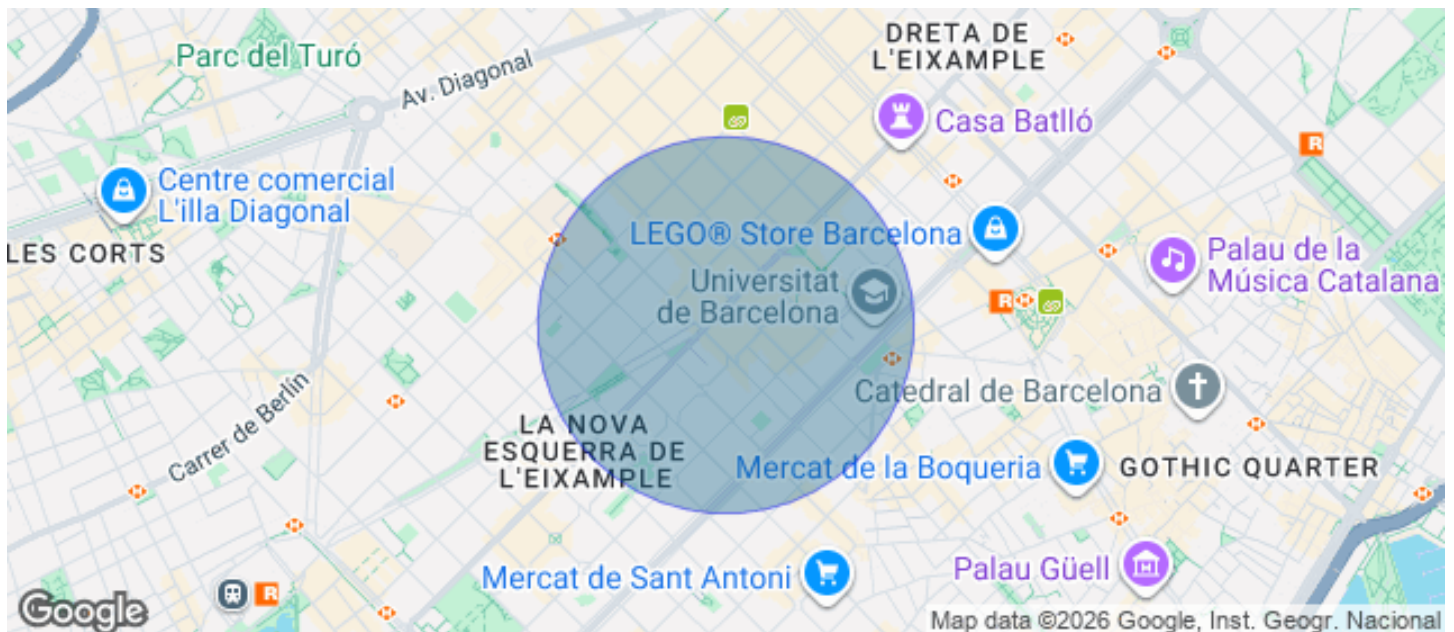 DRETA DE
L'EIXAMPLE
Parc del Turó
Av. Diagonal
Casa Batlló
R
Centre comercial
L'illa Diagonal
LES CORTS
LEGO® Store Barcelona
Palau de la
Música Catalana
Universitat
de Barcelona
R
Catedral de Barcelona
Carrer de Berlín
LA NOVA
ESQUERRA DE
L'EIXAMPLE
Mercat de la Boqueria
GOTHIC QUARTER
Mercat de Sant Antoni
Palau Güell
R
Google
Map data ©2026 Google, Inst. Geogr. Nacional